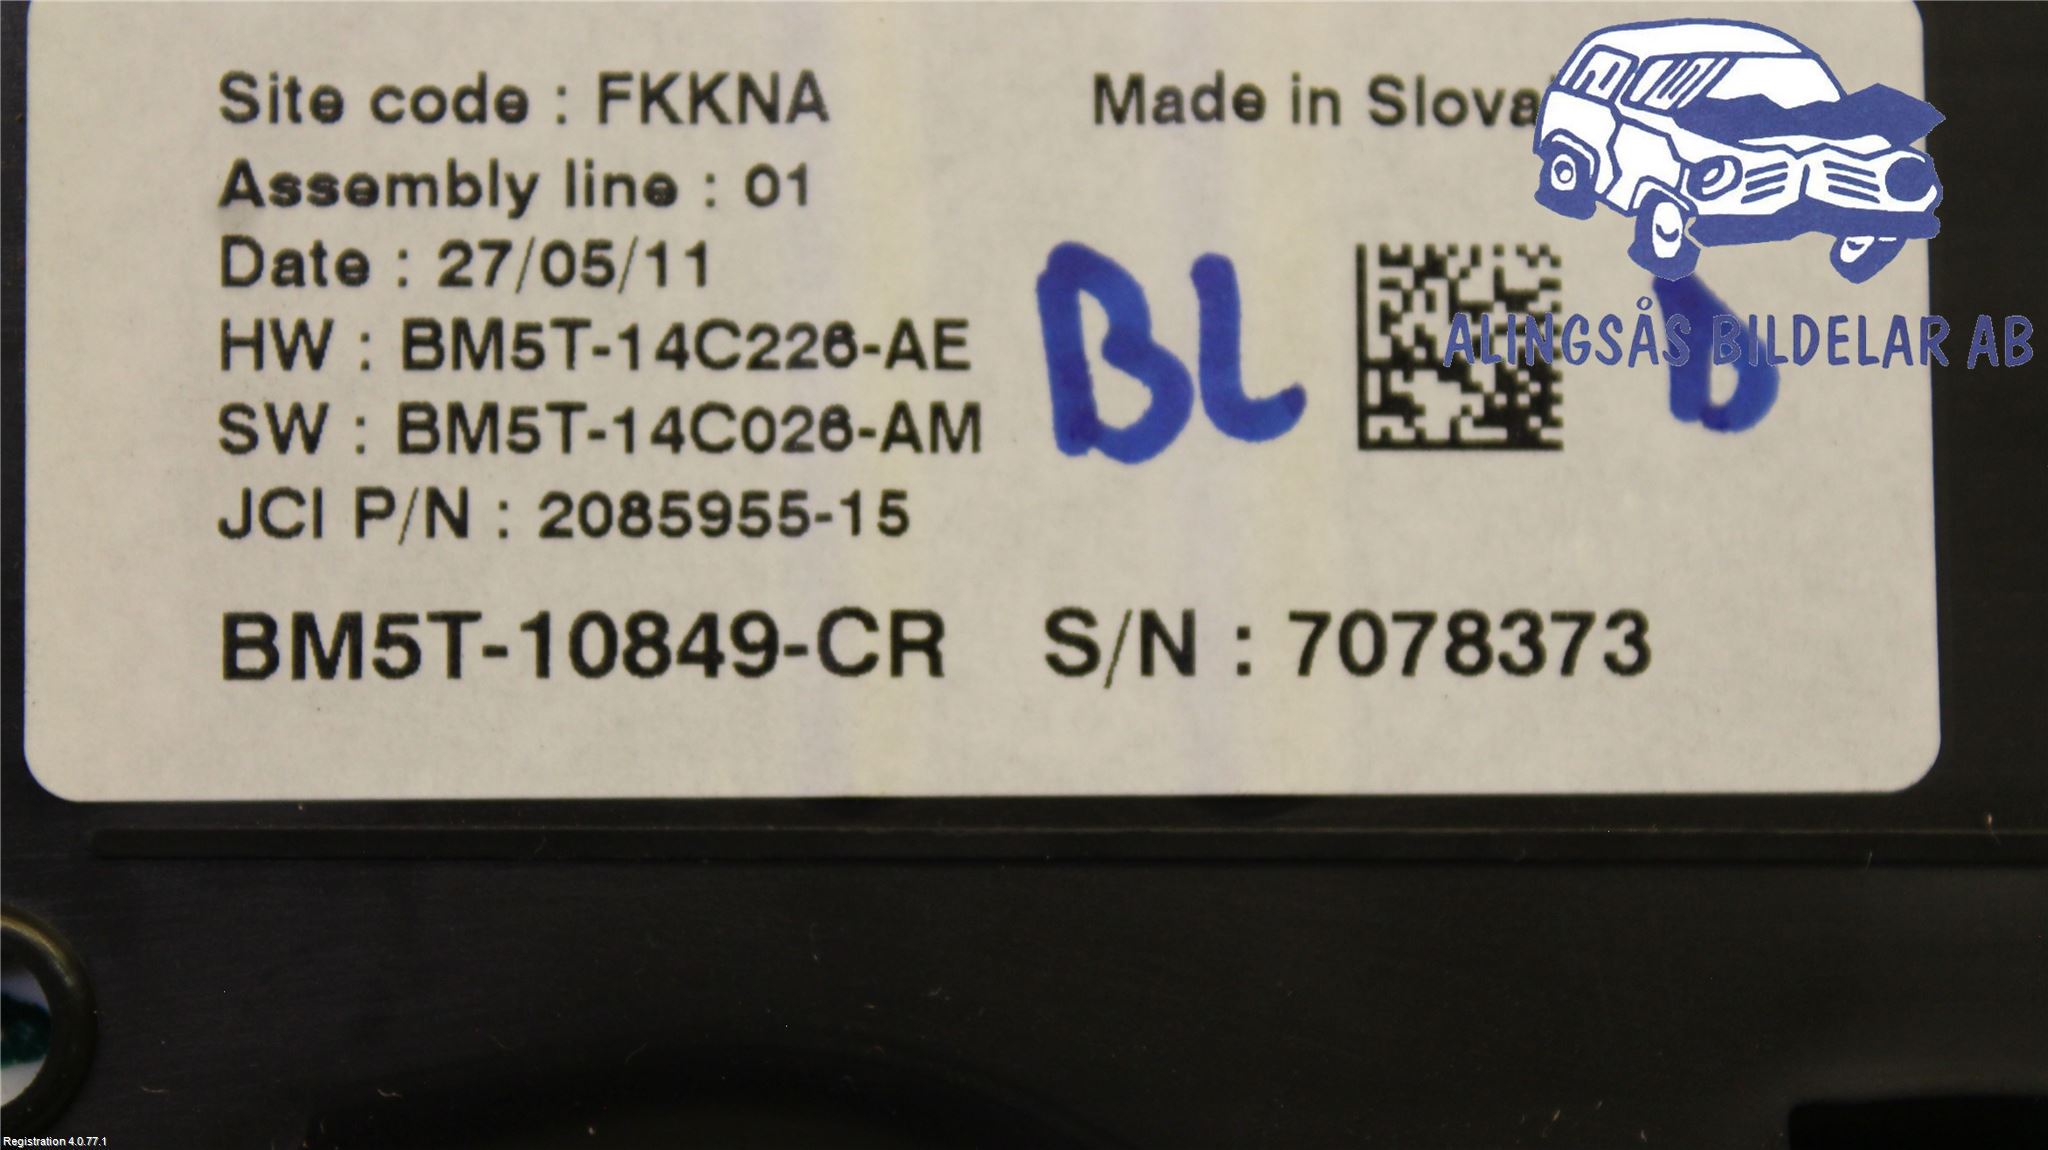 Site code : FKKNA
Made in Slova
Assembly line : 01
Date : 27/05/11
HW : BM5T-14C226-AE
SW : BM5T-14C026-AM
JCI P/N : 2085955-15
BL
D
ALINGSÅS BILDELAR AB
BM5T-10849-CR S/N : 7078373
Registration 4.0.77.1